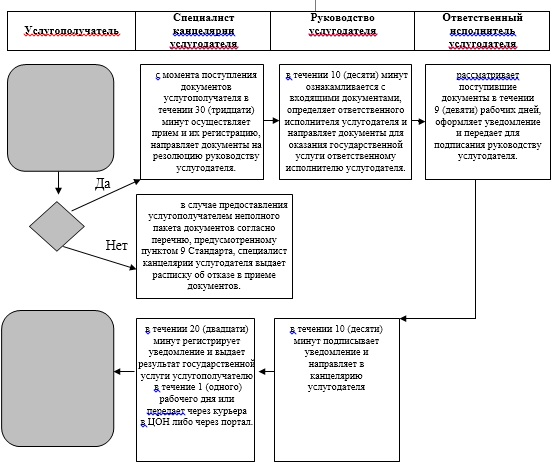 Услугополучатель
Специалист
канцелярии
услугодателя
Руководство
услугодателя
Ответственный
исполнитель
услугодателя
с момента поступления
документов
услугополучателя в
течении 30 (тридцати)
минут осуществляет
прием и их регистрацию,
направляет документы на
резолюцию руководству
услугодателя.
в течении 10 (десяти) минут
ознакамливается с
входящими документами,
определяет ответственного
исполнителя услугодателя и
направляет документы для
оказания государственной
услуги ответственному
исполнителю услугодателя.
рассматривает
поступившие
документы в течении
9 (девяти) рабочих дней,
оформляет уведомление
и передает для
подписания руководству
услугодателя.
Да
Нет
в случае предоставления
услугополучателем неполного
пакета документов согласно
перечню, предусмотренному
пунктом 9 Стандарта, специалист
канцелярии услугодателя выдает
расписку об отказе в приеме
документов.
в течении 20 (двадцати)
минут регистрирует
уведомление и выдает
результат государственной
услуги услугополучателю
в течение 1 (одного)
рабочего дня или
передает через курьера
в ЦОН либо через портал.
в течении 10 (десяти)
минут подписывает
уведомление и
направляет в
канцелярию
услугодателя